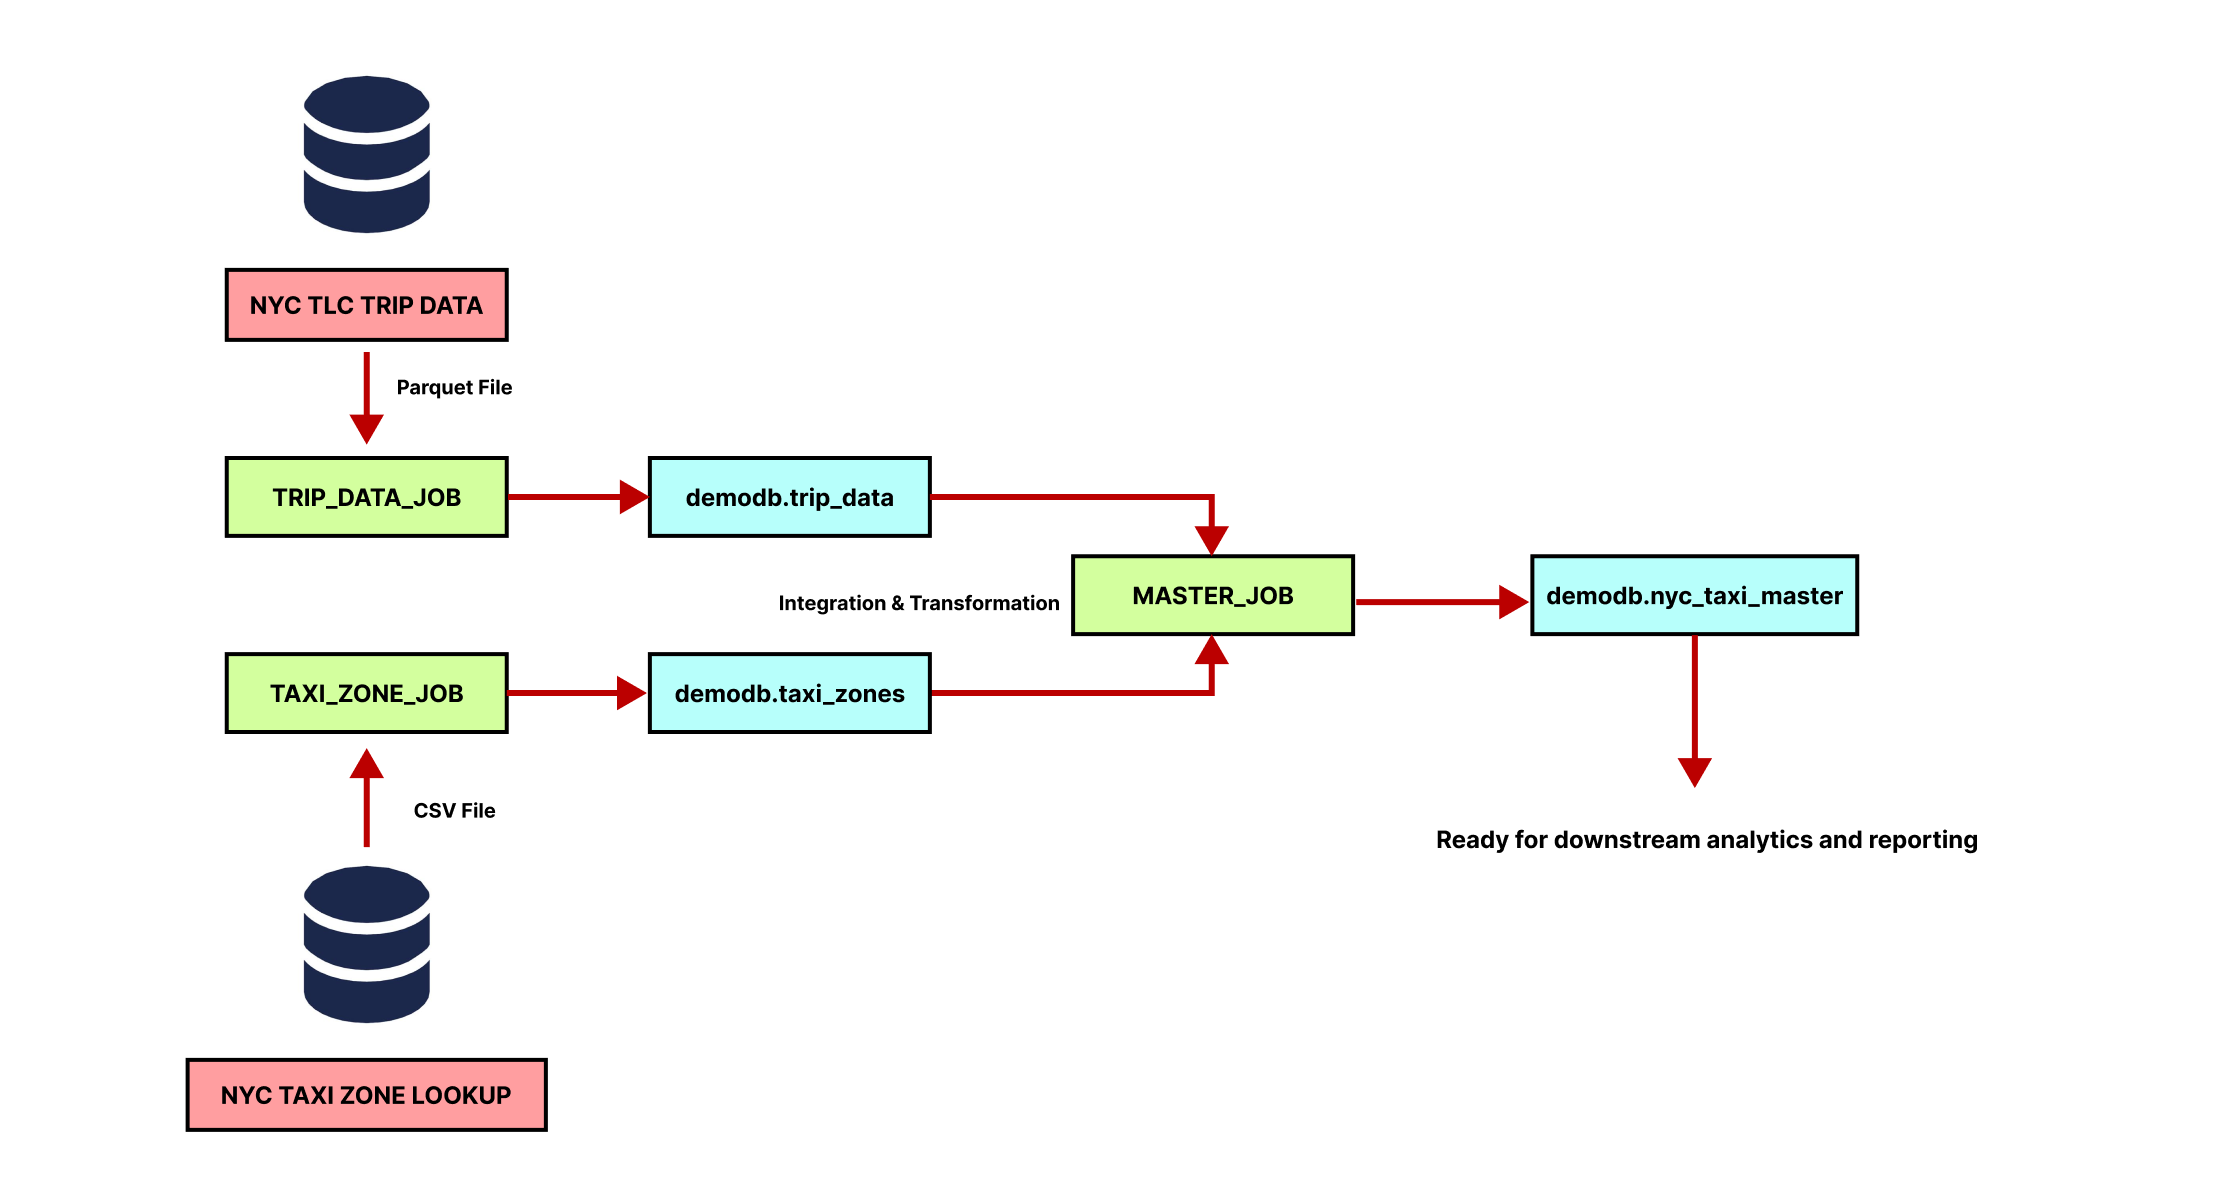 NYC TLC TRIP DATA
Parquet File
TRIP_DATA_JOB
demodb.trip_data
Integration & Transformation
MASTER_JOB
demodb.nyc_taxi_master
TAXI_ZONE_JOB
demodb.taxi_zones
CSV File
Ready for downstream analytics and reporting
NYC TAXI ZONE LOOKUP